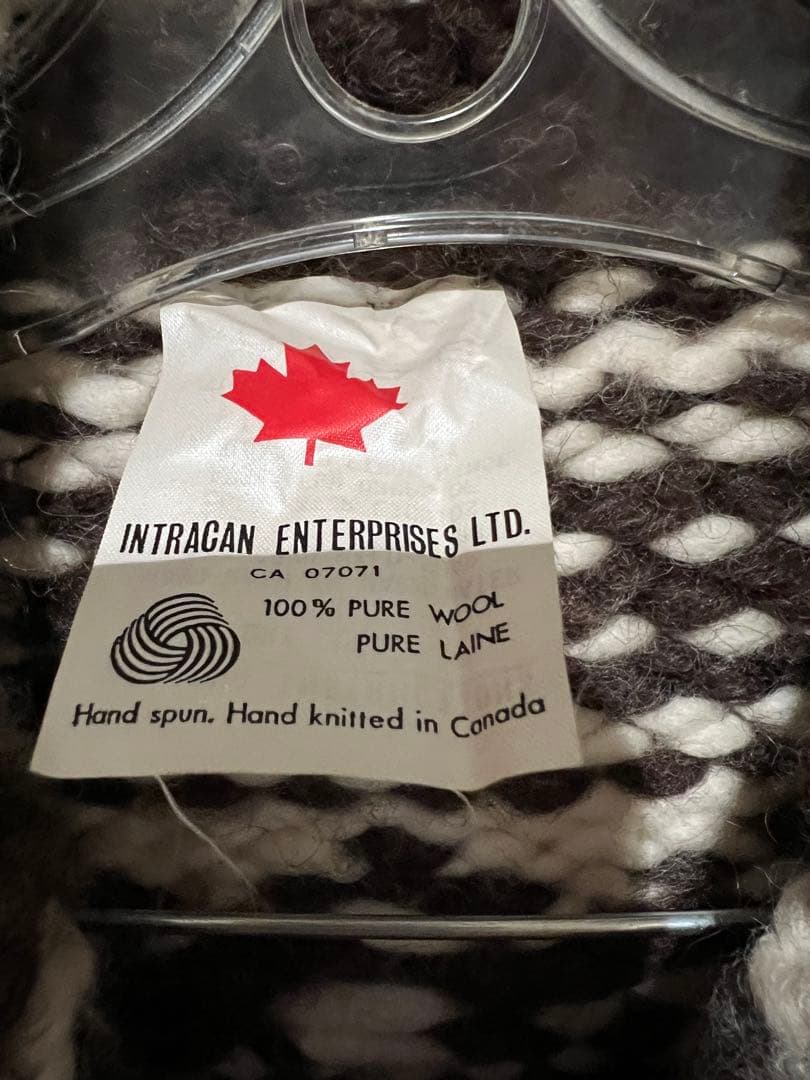 INTRACAN ENTERPRISES LTD.
CA 07071
100% PURE WOOL
PURE LAINE
Hand spun. Hand knitted in Canada